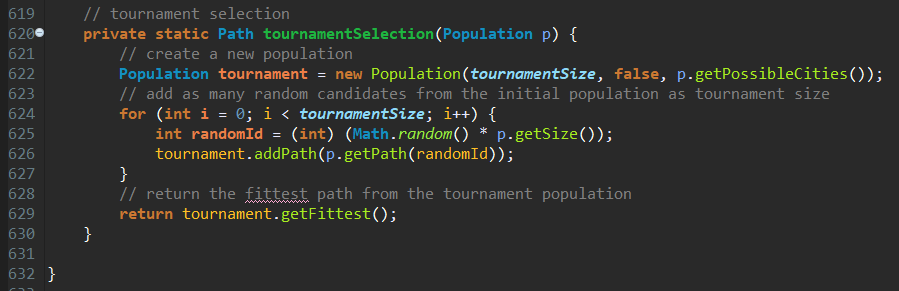 619 // tournament selection
620 private static Path tournamentSelection(Population p) {
621 // create a new population
622 Population tournament = new Population(tournamentSize, false, p.getPossibleCities());
623 // add as many random candidates from the initial population as tournament size
624 for (int i = 0; i < tournamentSize; i++) {
625 int randomId = (int) (Math.random() * p.getSize());
626 tournament.addPath(p.getPath(randomId));
627 }
628 // return the fittest path from the tournament population
629 return tournament.getFittest();
630 }
631
632 }